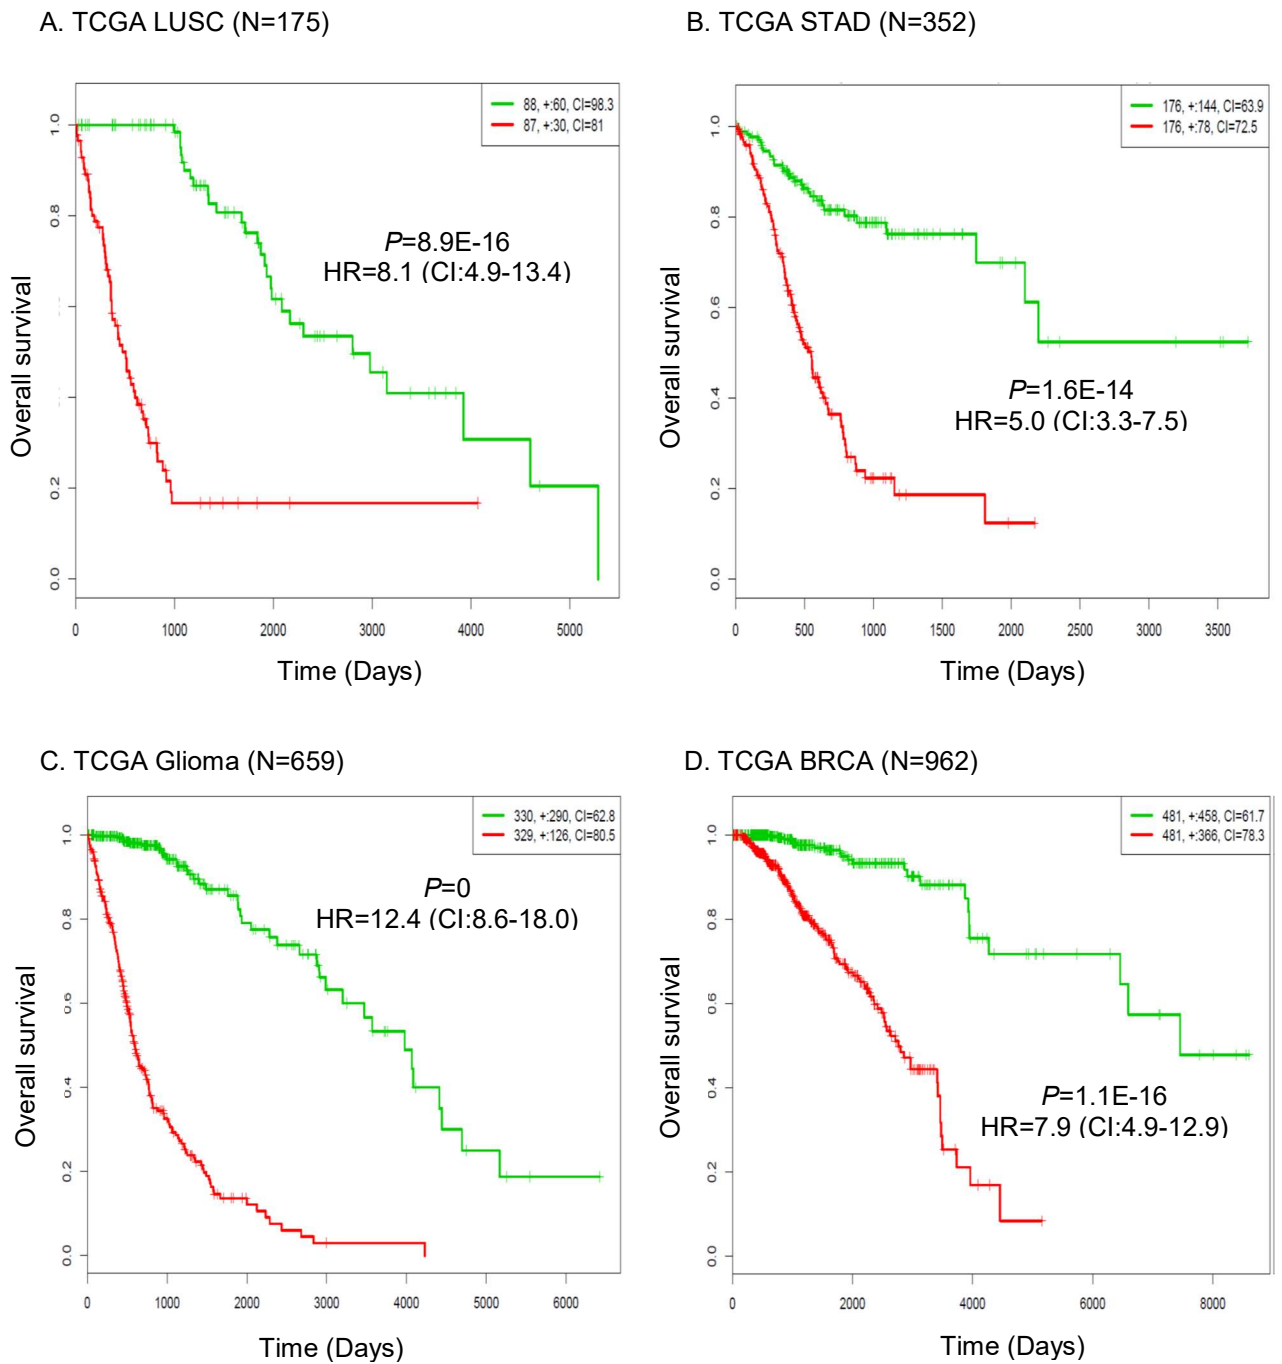 A. TCGA LUSC (N=175)
88, +:60, CI=98.3
87, +:30, CI=81
P=8.9E-16
HR=8.1 (CI:4.9-13.4)
Overall survival
1.0
0.8
0.2
0.0
0 1000 2000 3000 4000 5000
Time (Days)
B. TCGA STAD (N=352)
176, +:144, CI=63.9
176, +:78, CI=72.5
P=1.6E-14
HR=5.0 (CI:3.3-7.5)
Overall survival
1.0
0.8
0.6
0.4
0.2
0.0
0 500 1000 1500 2000 2500 3000 3500
Time (Days)
C. TCGA Glioma (N=659)
330, +:290, CI=62.8
329, +:126, CI=80.5
P=0
HR=12.4 (CI:8.6-18.0)
Overall survival
1.0
0.8
0.6
0.4
0.2
0.0
0 1000 2000 3000 4000 5000 6000
Time (Days)
D. TCGA BRCA (N=962)
481, +:458, CI=61.7
481, +:366, CI=78.3
P=1.1E-16
HR=7.9 (CI:4.9-12.9)
Overall survival
1.0
0.8
0.6
0.4
0.2
0.0
0 2000 4000 6000 8000
Time (Days)